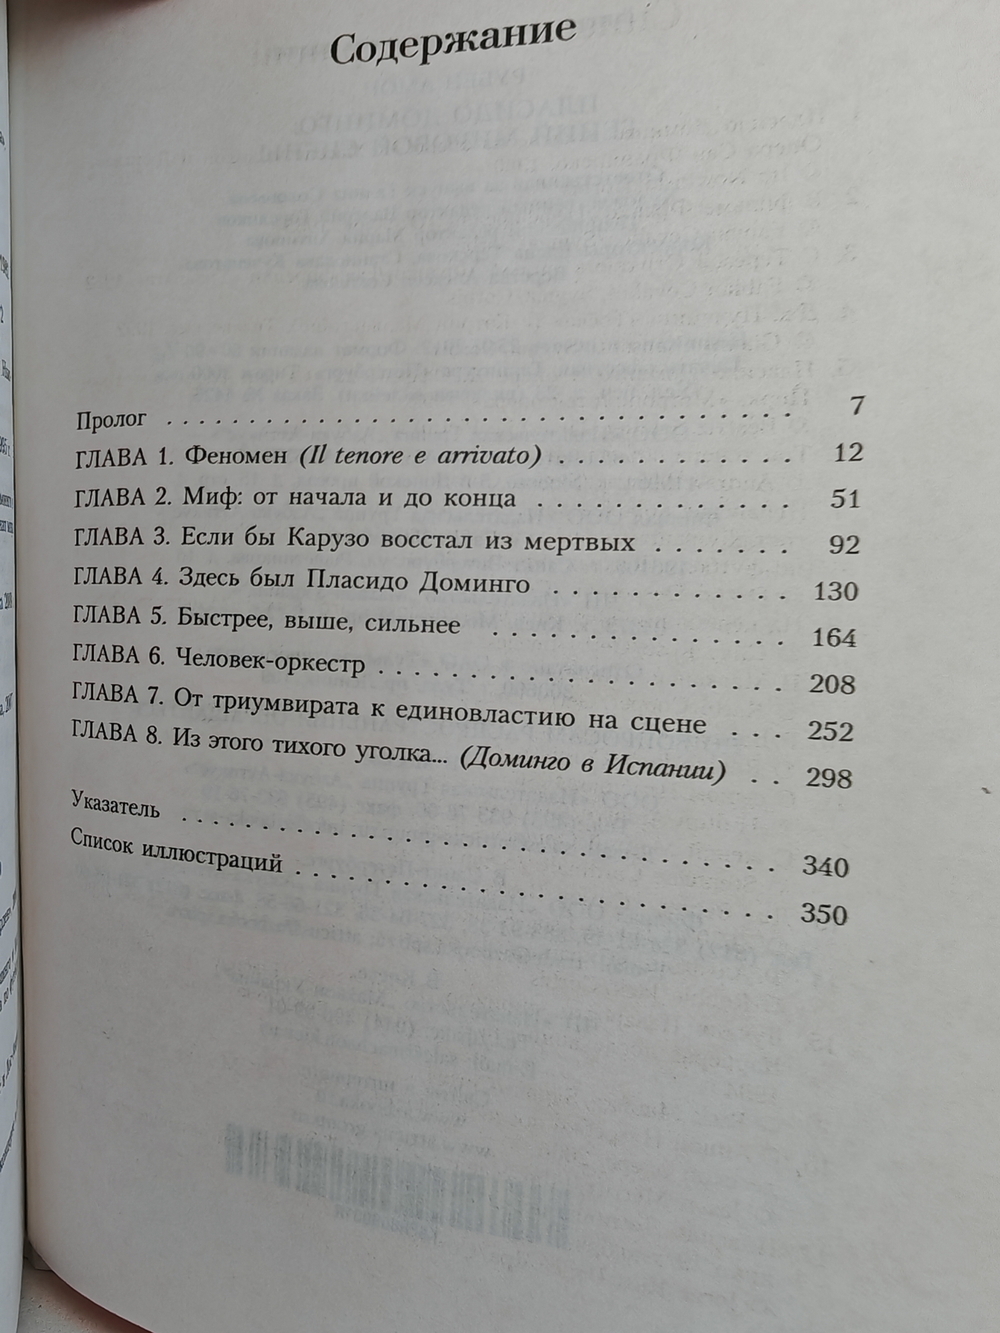 Содержание
Пролог . . . . . . . . . . . . . . . . . . . . . . . . . . . . . . . . 7
ГЛАВА 1. Феномен (Il tenore e arrivato) . . . . . . . . . . . . 12
ГЛАВА 2. Миф: от начала и до конца . . . . . . . . . . . . . 51
ГЛАВА 3. Если бы Карузо восстал из мертвых . . . . . . . 92
ГЛАВА 4. Здесь был Пласидо Доминго . . . . . . . . . . . . 130
ГЛАВА 5. Быстрее, выше, сильнее . . . . . . . . . . . . . . . 164
ГЛАВА 6. Человек-оркестр . . . . . . . . . . . . . . . . . . . . 208
ГЛАВА 7. От триумвирата к единовластию на сцене . . . 252
ГЛАВА 8. Из этого тихого уголка... (Доминго в Испании) . . 298
Указатель . . . . . . . . . . . . . . . . . . . . . . . . . . . . . . 340
Список иллюстраций . . . . . . . . . . . . . . . . . . . . . . . . 350